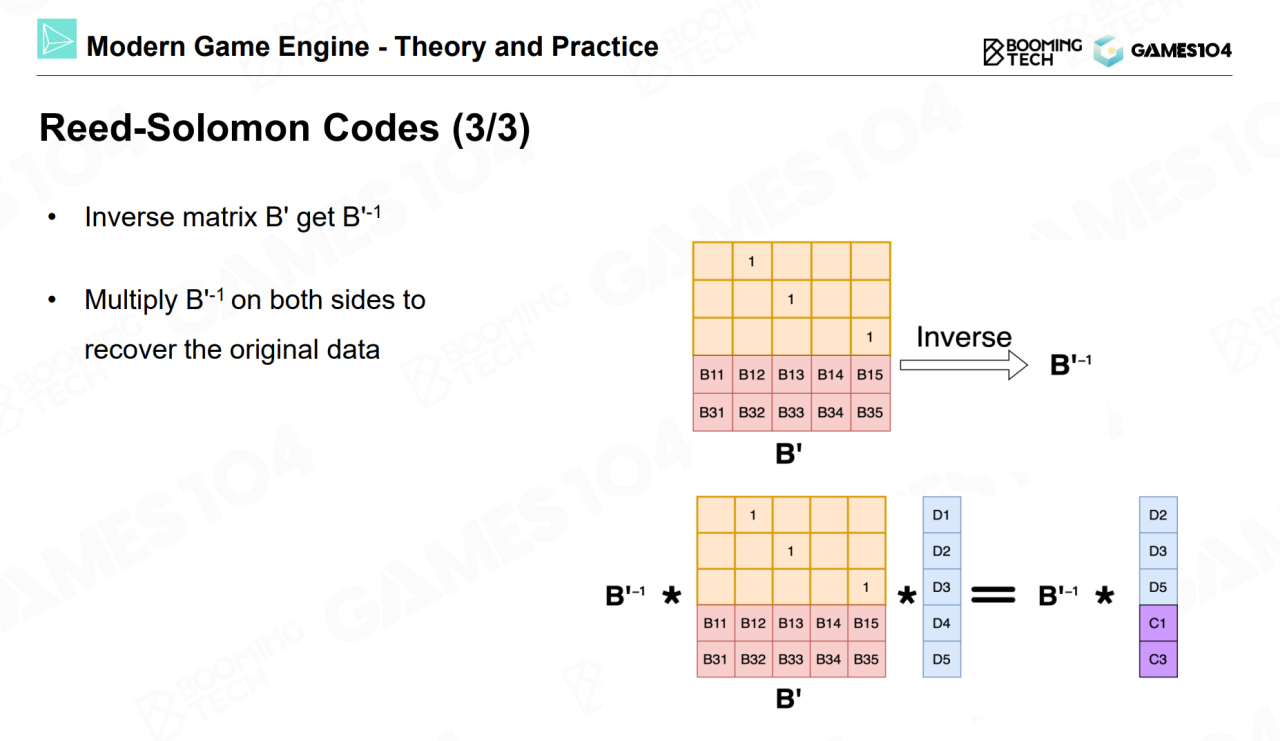 Modern Game Engine - Theory and Practice
BOOMING
TECH
GAMES104
Reed-Solomon Codes (3/3)
• Inverse matrix B' get B'-1
• Multiply B'-1 on both sides to
recover the original data
1
1
1
B11 B12 B13 B14 B15
B31 B32 B33 B34 B35
B'
Inverse
B'-1
B'-1 *
1
1
1
B11 B12 B13 B14 B15
B31 B32 B33 B34 B35
B'
*
D1
D2
D3
D4
D5
=
B'-1 *
D2
D3
D5
C1
C3